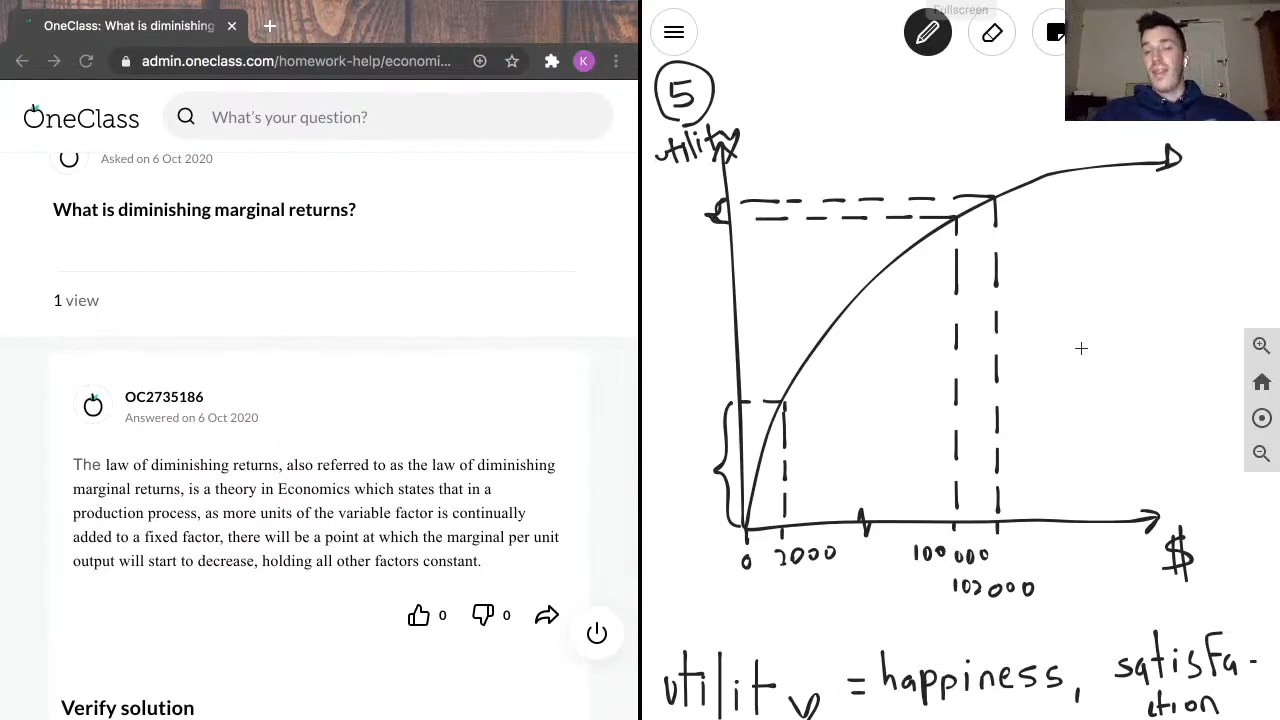 OneClass: What is diminishing
admin.oneclass.com/homework-help/economi...
K
OneClass
What's your question?
Asked on 6 Oct 2020
What is diminishing marginal returns?
1 view
OC2735186
Answered on 6 Oct 2020
The law of diminishing returns, also referred to as the law of diminishing
marginal returns, is a theory in Economics which states that in a
production process, as more units of the variable factor is continually
added to a fixed factor, there will be a point at which the marginal per unit
output will start to decrease, holding all other factors constant.
0 0
Verify solution
Fullscreen
5
utility
0 2000 100 000
102 000
$
utility = happiness, satisfa-
ction